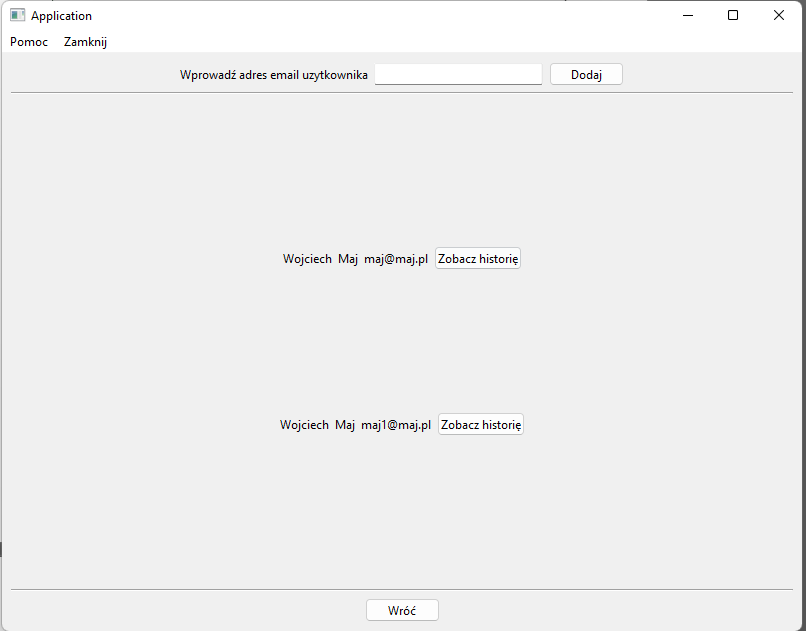 Application
Pomoc Zamknij
Wprowadź adres email uzytkownika Dodaj
Wojciech Maj maj@maj.pl Zobacz historię
Wojciech Maj maj1@maj.pl Zobacz historię
Wróć